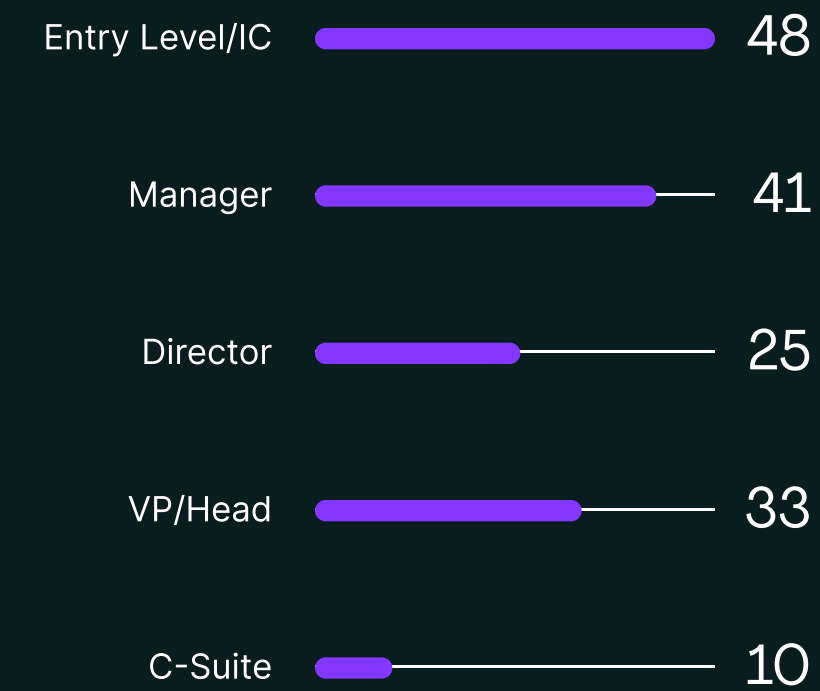 Entry Level/IC 48
Manager 41
Director 25
VP/Head 33
C-Suite 10